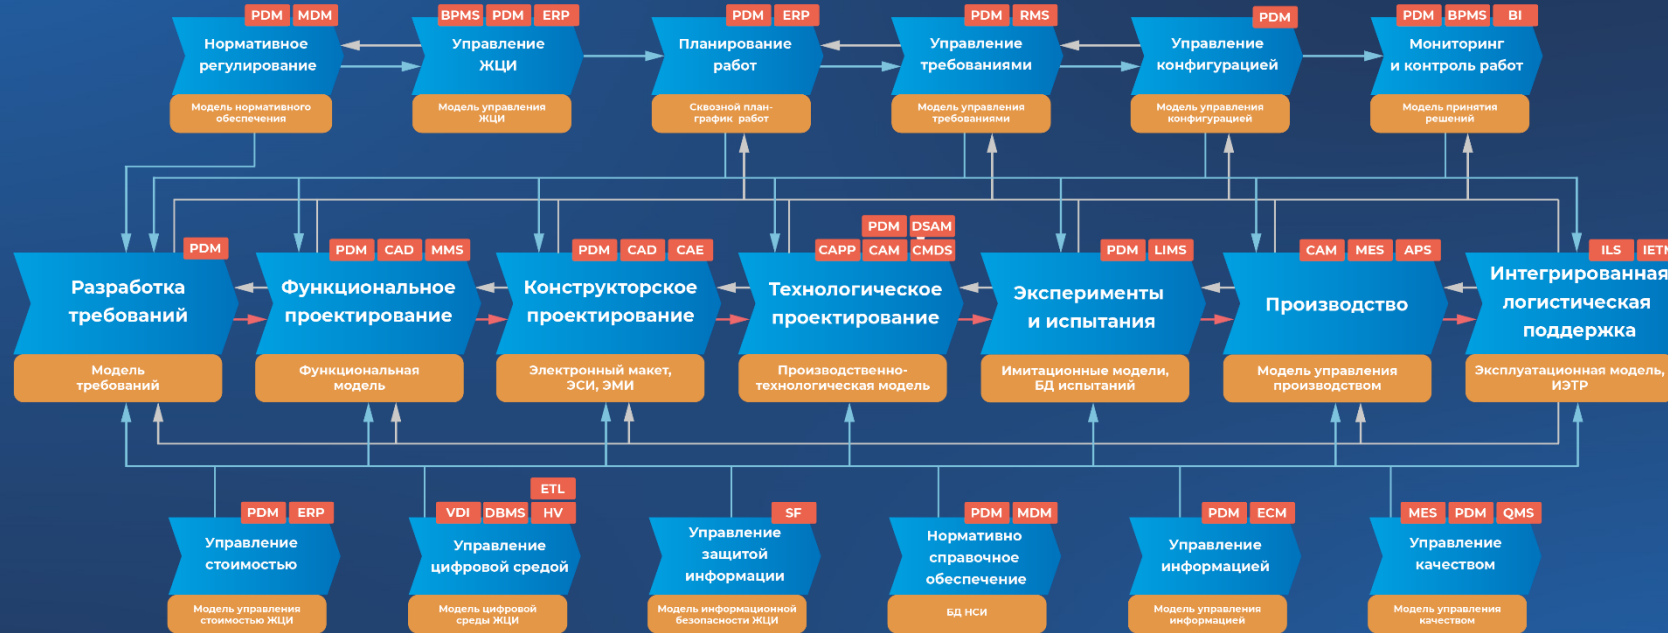 PDM MDM
Нормативное
регулирование
Модель нормативного
обеспечения
BPMS PDM ERP
Управление
ЖЦИ
Модель управления
ЖЦИ
PDM ERP
Планирование
работ
Сквозной план-
график работ
PDM RMS
Управление
требованиями
Модель управления
требованиями
PDM
Управление
конфигурацией
Модель управления
конфигурацией
PDM BPMS BI
Мониторинг
и контроль работ
Модель принятия
решений
PDM
Разработка
требований
Модель
требований
PDM CAD MMS
Функциональное
проектирование
Функциональная
модель
PDM CAD CAE
Конструкторское
проектирование
Электронный макет,
ЭСИ, ЭМИ
PDM DSAM
CAPP CAM CMDS
Технологическое
проектирование
Производственно-
технологическая модель
PDM LIMS
Эксперименты
и испытания
Имитационные модели,
БД испытаний
CAM MES APS
Производство
Модель управления
производством
ILS IETM
Интегрированная
логистическая
поддержка
Эксплуатационная модель,
ИЭТР
PDM ERP
Управление
стоимостью
Модель управления
стоимостью ЖЦИ
ETL
VDI DBMS HV
Управление
цифровой средой
Модель цифровой
среды ЖЦИ
SF
Управление
защитой
информации
Модель информационной
безопасности ЖЦИ
PDM MDM
Нормативно
справочное
обеспечение
БД НСИ
PDM ECM
Управление
информацией
Модель управления
информацией
MES PDM QMS
Управление
качеством
Модель управления
качеством